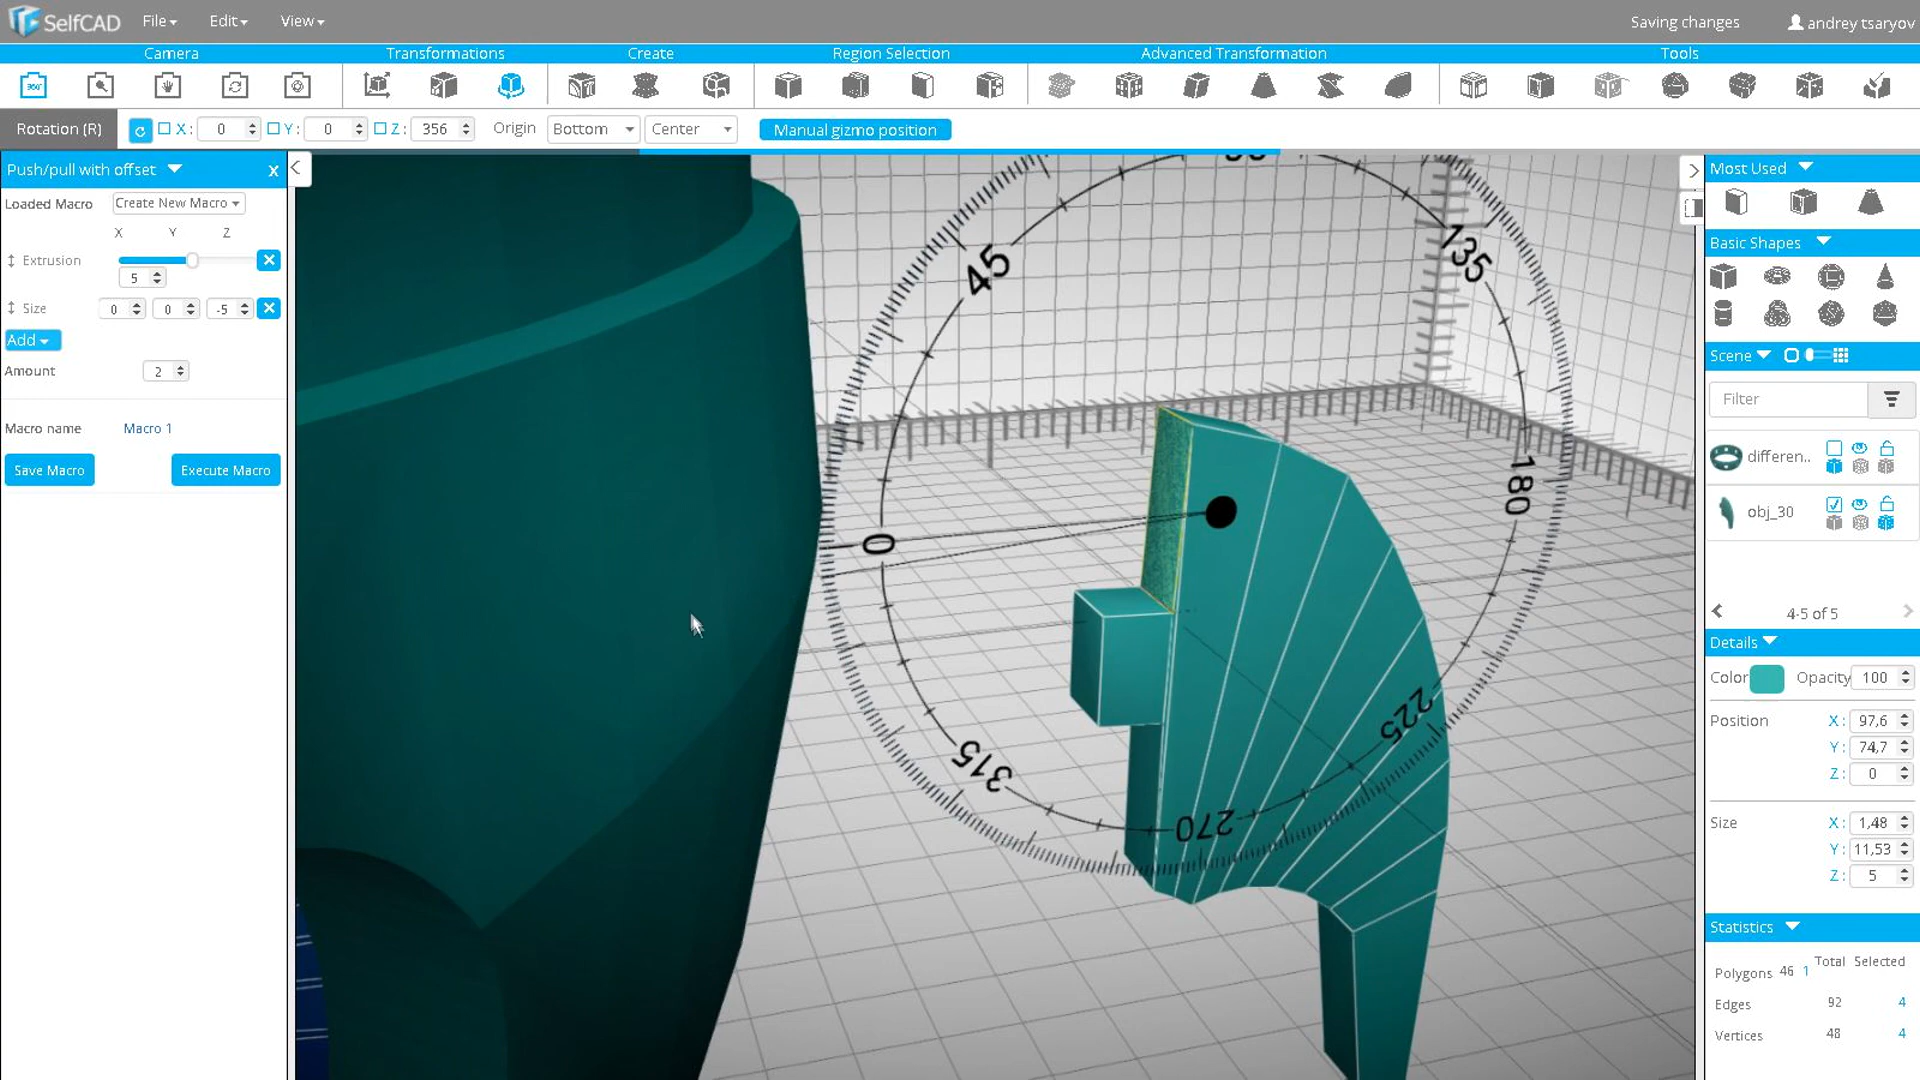 SelfCAD File Edit View Saving changes andrey tsaryov
Camera Transformations Create Region Selection Advanced Transformation Tools
360°
Rotation (R) X : 0 Y : 0 Z : 356 Origin Bottom Center Manual gizmo position
Push/pull with offset x
Loaded Macro Create New Macro
X Y Z
Extrusion
5
Size 0 0 -5
Add
Amount 2
Macro name Macro 1
Save Macro Execute Macro
45
135
0
180
315
225
270
Most Used
Basic Shapes
Scene
Filter
differen..
obj_30
4-5 of 5
Details
Color Opacity 100
Position X : 97,6
Y : 74,7
Z : 0
Size X : 1,48
Y : 11,53
Z : 5
Statistics
Total Selected
Polygons 46 1
Edges 92 4
Vertices 48 4